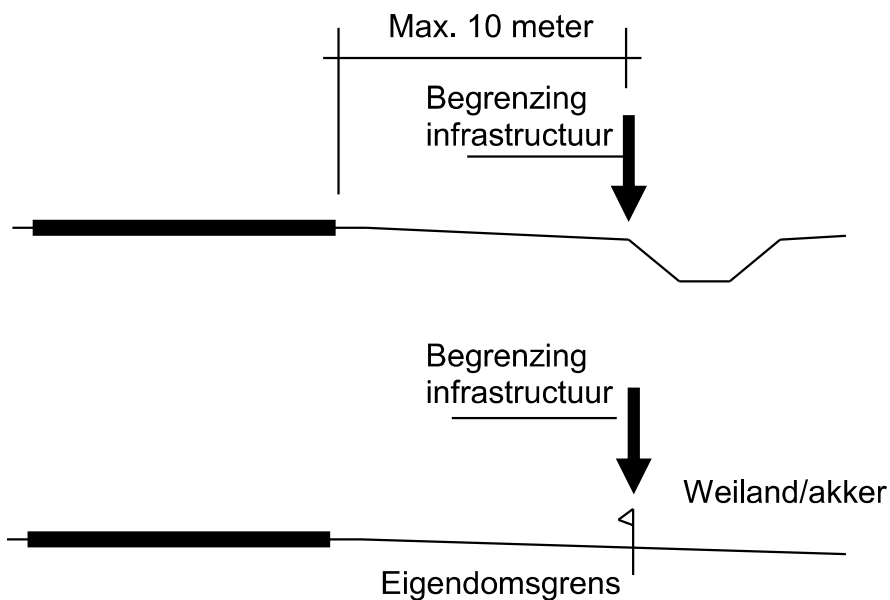 Max. 10 meter
Begrenzing
infrastructuur
Begrenzing
infrastructuur
Weiland/akker
Eigendomsgrens